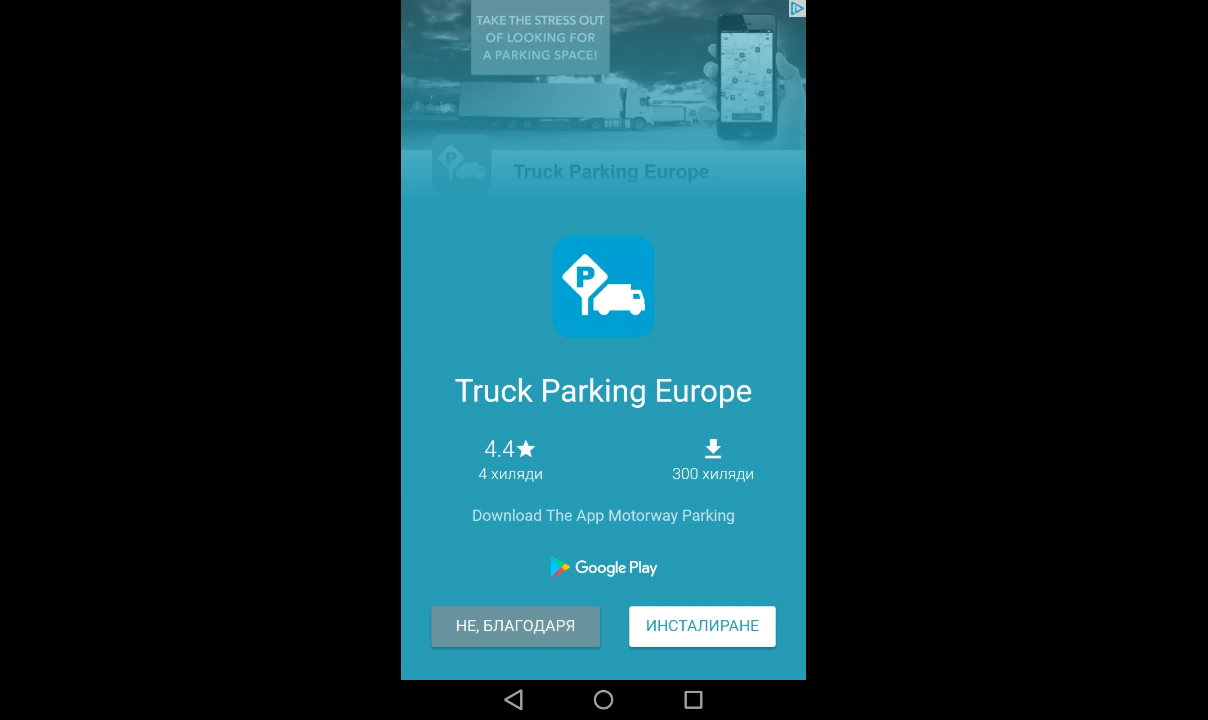 TAKE THE STRESS OUT
OF LOOKING FOR
A PARKING SPACE!
P
Truck Parking Europe
P
Truck Parking Europe
4.4★
4 хиляди
300 хиляди
Download The App Motorway Parking
Google Play
НЕ, БЛАГОДАРЯ
ИНСТАЛИРАНЕ